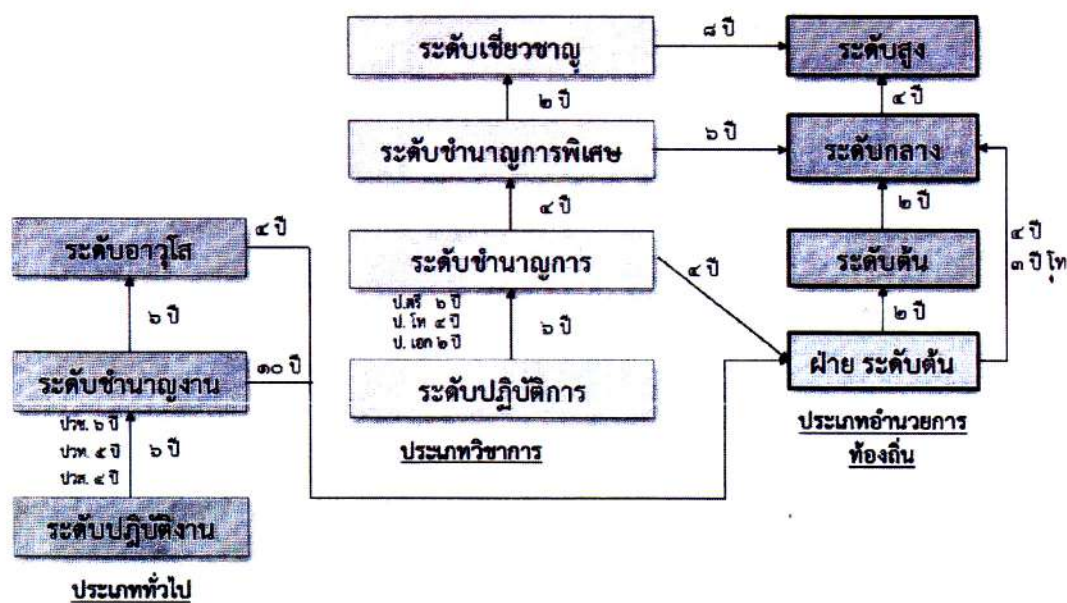 ระดับเชี่ยวชาญ
๘ ปี
ระดับสูง
๒ ปี
๔ ปี
ระดับชำนาญการพิเศษ
๖ ปี
ระดับกลาง
๔ ปี
๒ ปี
ระดับอาวุโส
๔ ปี
ระดับชำนาญการ
๔ ปี
ระดับต้น
๔ ปี
๓ ปี โท
๖ ปี
ป.ตรี ๖ ปี
ป. โท ๔ ปี
ป. เอก ๒ ปี
๖ ปี
๒ ปี
ระดับชำนาญงาน
๑๐ ปี
ระดับปฏิบัติการ
ฝ่าย ระดับต้น
ปวช. ๖ ปี
ปวท. ๕ ปี
ปวส. ๔ ปี
๖ ปี
ประเภทวิชาการ
ประเภทอำนวยการ
ท้องถิ่น
ระดับปฏิบัติงาน
ประเภททั่วไป